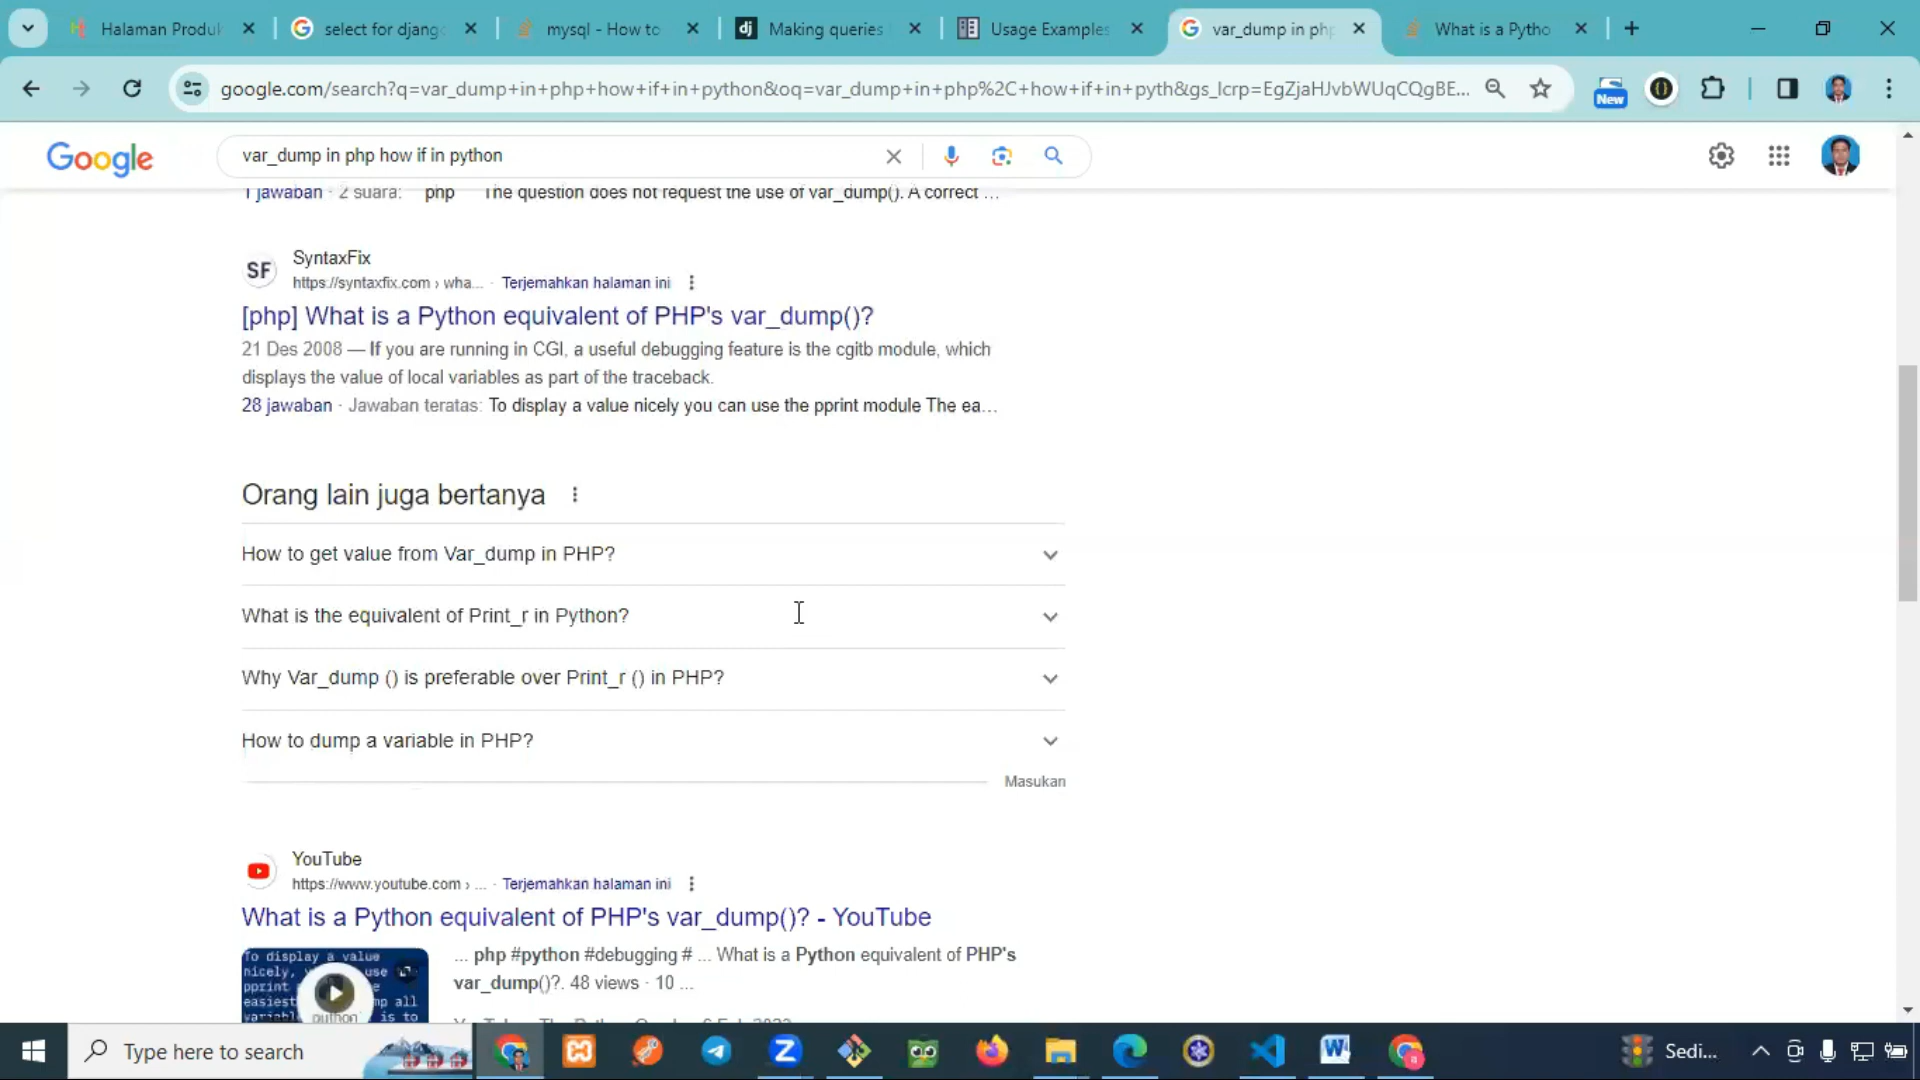 Halaman Produk
select for djang
mysql - How to
dj
Making queries
Usage Examples
var_dump in php
What is a Pytho
google.com/search?q=var_dump+in+php+how+if+in+python&oq=var_dump+in+php%2C+how+if+in+pyth&gs_lcrp=EgZjaHJvbWUqCQgBE...
New
Google
var_dump in php how if in python
1 jawaban · 2 suara: php The question does not request the use of var_dump(). A correct ...
SF
SyntaxFix
https://syntaxfix.com › wha... · Terjemahkan halaman ini
[php] What is a Python equivalent of PHP's var_dump()?
21 Des 2008 — If you are running in CGI, a useful debugging feature is the cgitb module, which
displays the value of local variables as part of the traceback.
28 jawaban · Jawaban teratas: To display a value nicely you can use the pprint module The ea...
Orang lain juga bertanya
How to get value from Var_dump in PHP?
What is the equivalent of Print_r in Python?
Why Var_dump () is preferable over Print_r () in PHP?
How to dump a variable in PHP?
Masukan
YouTube
https://www.youtube.com › ... · Terjemahkan halaman ini
What is a Python equivalent of PHP's var_dump()? - YouTube
To display a value
nicely, use
pprint
easiest mp all
variabl is to
python
... php #python #debugging # ... What is a Python equivalent of PHP's
var_dump()?. 48 views · 10 ...
Type here to search
Sedi...